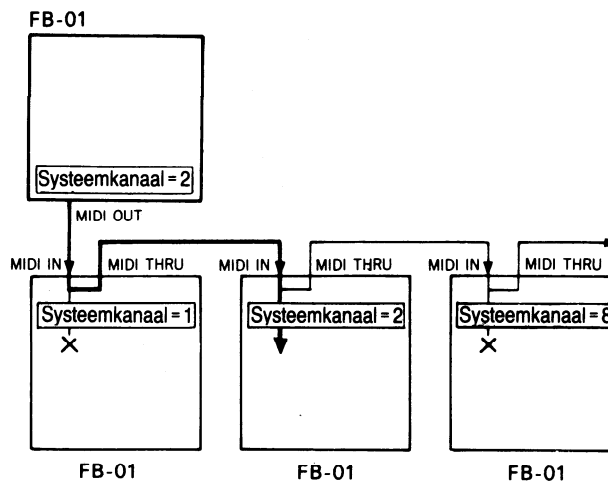 FB-01
Systeemkanaal = 2
MIDI OUT
MIDI IN MIDI THRU MIDI IN MIDI THRU MIDI IN MIDI THRU
Systeemkanaal = 1 Systeemkanaal = 2 Systeemkanaal = 8
FB-01 FB-01 FB-01